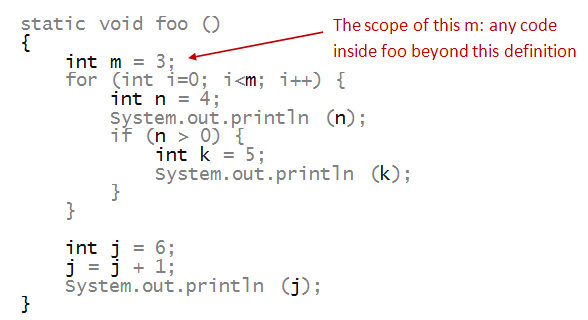 static void foo ()
{
    int m = 3;
    for (int i=0; i<m; i++) {
        int n = 4;
        System.out.println (n);
        if (n > 0) {
            int k = 5;
            System.out.println (k);
        }
    }

    int j = 6;
    j = j + 1;
    System.out.println (j);
}
The scope of this m: any code
inside foo beyond this definition